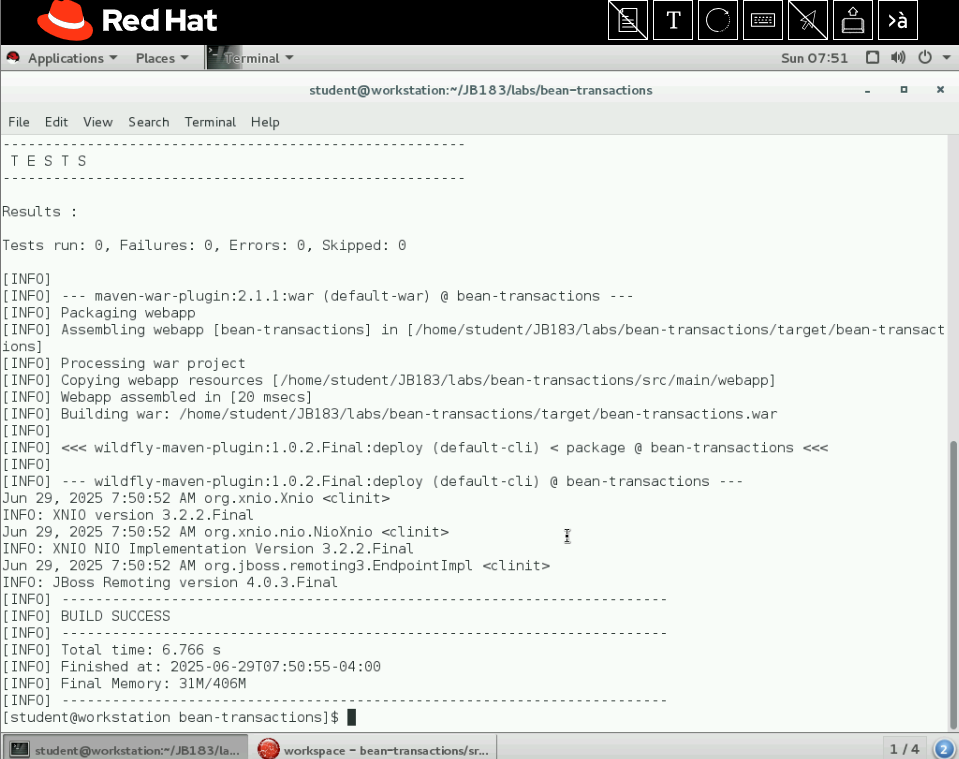 Red Hat
T
>à
Applications Places Terminal Sun 07:51
student@workstation:~/JB183/labs/bean-transactions
File Edit View Search Terminal Help
-------------------------------------------------------
 T E S T S
-------------------------------------------------------
Results :
Tests run: 0, Failures: 0, Errors: 0, Skipped: 0
[INFO]
[INFO] --- maven-war-plugin:2.1.1:war (default-war) @ bean-transactions ---
[INFO] Packaging webapp
[INFO] Assembling webapp [bean-transactions] in [/home/student/JB183/labs/bean-transactions/target/bean-transact
ions]
[INFO] Processing war project
[INFO] Copying webapp resources [/home/student/JB183/labs/bean-transactions/src/main/webapp]
[INFO] Webapp assembled in [20 msecs]
[INFO] Building war: /home/student/JB183/labs/bean-transactions/target/bean-transactions.war
[INFO]
[INFO] <<< wildfly-maven-plugin:1.0.2.Final:deploy (default-cli) < package @ bean-transactions <<<
[INFO]
[INFO] --- wildfly-maven-plugin:1.0.2.Final:deploy (default-cli) @ bean-transactions ---
Jun 29, 2025 7:50:52 AM org.xnio.Xnio <clinit>
INFO: XNIO version 3.2.2.Final
Jun 29, 2025 7:50:52 AM org.xnio.nio.NioXnio <clinit>
INFO: XNIO NIO Implementation Version 3.2.2.Final
Jun 29, 2025 7:50:52 AM org.jboss.remoting3.EndpointImpl <clinit>
INFO: JBoss Remoting version 4.0.3.Final
[INFO] ------------------------------------------------------------------------
[INFO] BUILD SUCCESS
[INFO] ------------------------------------------------------------------------
[INFO] Total time: 6.766 s
[INFO] Finished at: 2025-06-29T07:50:55-04:00
[INFO] Final Memory: 31M/406M
[INFO] ------------------------------------------------------------------------
[student@workstation bean-transactions]$
student@workstation:~/JB183/la... workspace - bean-transactions/sr... 1 / 4 2